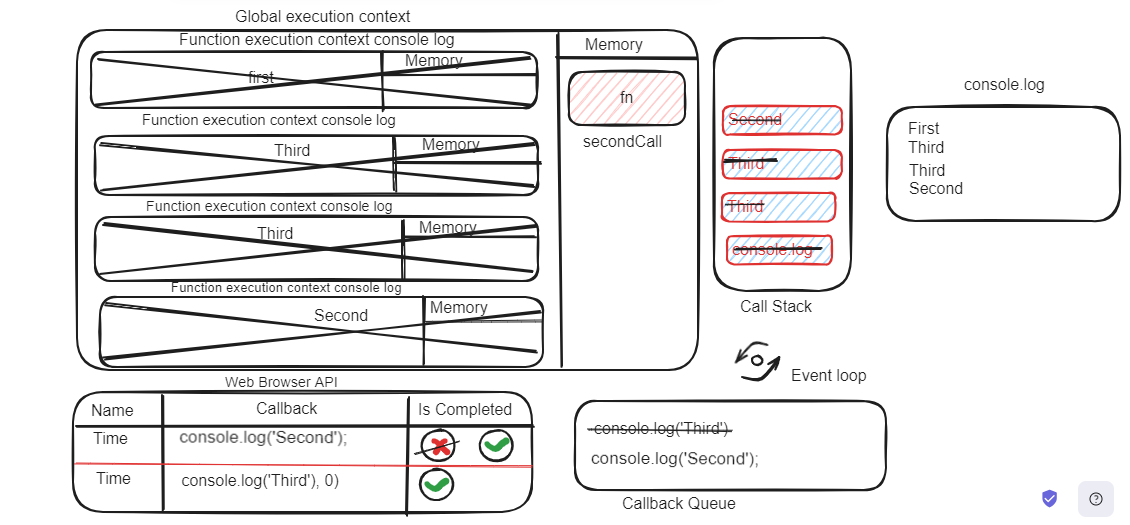 Global execution context
Function execution context console log
Memory
first
Function execution context console log
Third
Memory
Function execution context console log
Third
Memory
Function execution context console log
Second
Memory
Memory
fn
secondCall
Second
Third
Third
console.log
Call Stack
console.log
First
Third
Third
Second
Event loop
Web Browser API
Name
Callback
Is Completed
Time
console.log('Second');
Time
console.log('Third'), 0)
console.log('Third').
console.log('Second');
Callback Queue